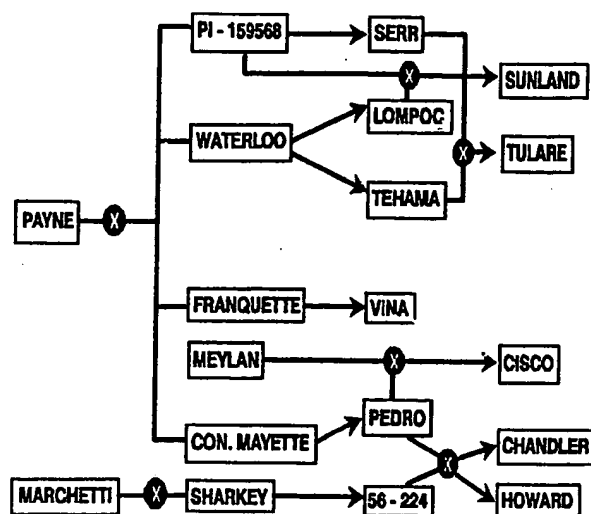 PI - 159568
SERR
X
SUNLAND
LOMPOC
WATERLOO
X
TULARE
TEHAMA
PAYNE
X
FRANQUETTE
VINA
MEYLAN
X
CISCO
PEDRO
CON. MAYETTE
X
CHANDLER
MARCHETTI
X
SHARKEY
56 - 224
HOWARD